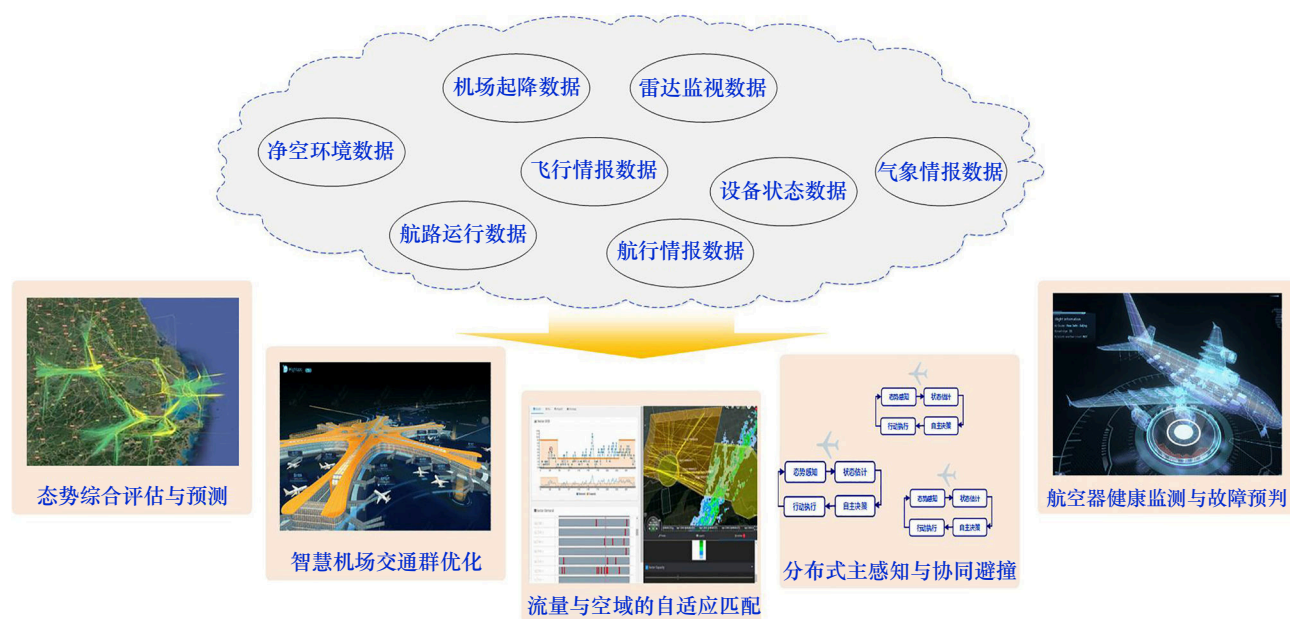 机场起降数据
雷达监视数据
净空环境数据
飞行情报数据
设备状态数据
气象情报数据
航路运行数据
航行情报数据
态势综合评估与预测
智慧机场交通群优化
流量与空域的自适应匹配
态势感知
状态估计
行动执行
自主决策
态势感知
状态估计
行动执行
自主决策
态势感知
状态估计
行动执行
自主决策
分布式主感知与协同避撞
航空器健康监测与故障预判